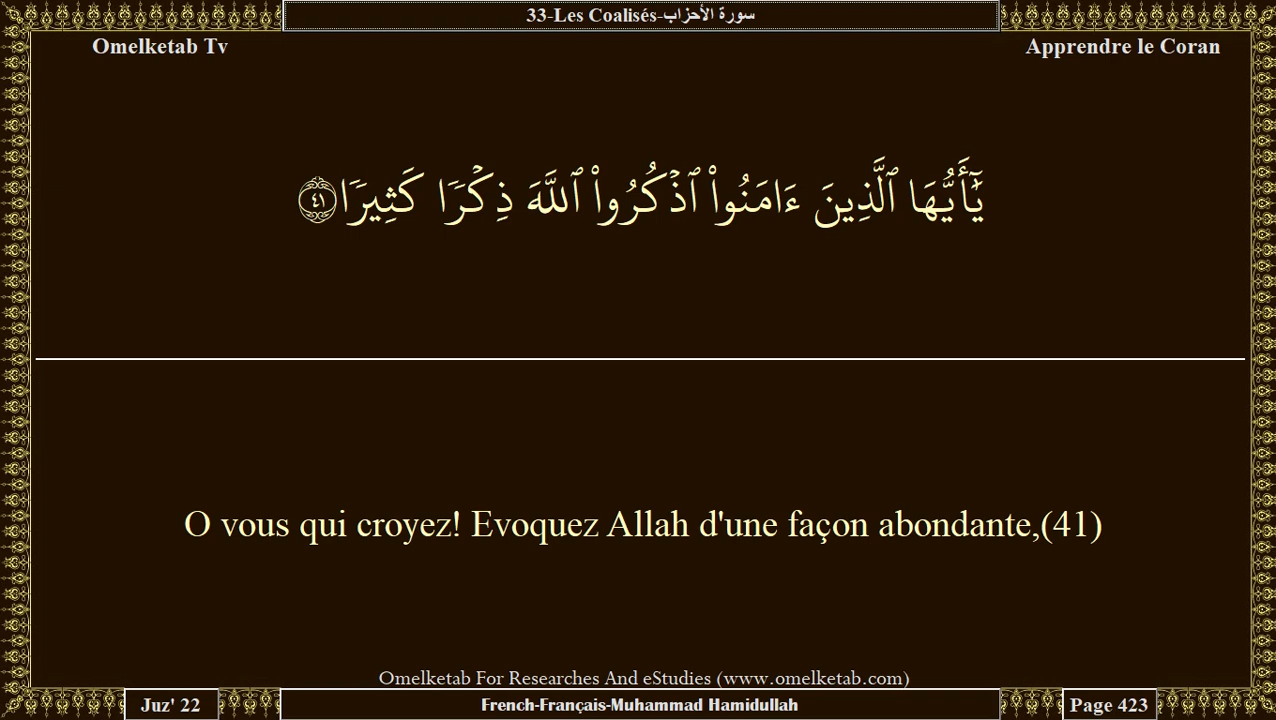 33-Les Coalisés-سورة الأحزاب
Omelketab Tv
Apprendre le Coran
يَٰٓأَيُّهَا ٱلَّذِينَ ءَامَنُوا۟ ٱذْكُرُوا۟ ٱللَّهَ ذِكْرًا كَثِيرًا ٤١
O vous qui croyez! Evoquez Allah d'une façon abondante,(41)
Omelketab For Researches And eStudies (www.omelketab.com)
Juz' 22
French-Français-Muhammad Hamidullah
Page 423